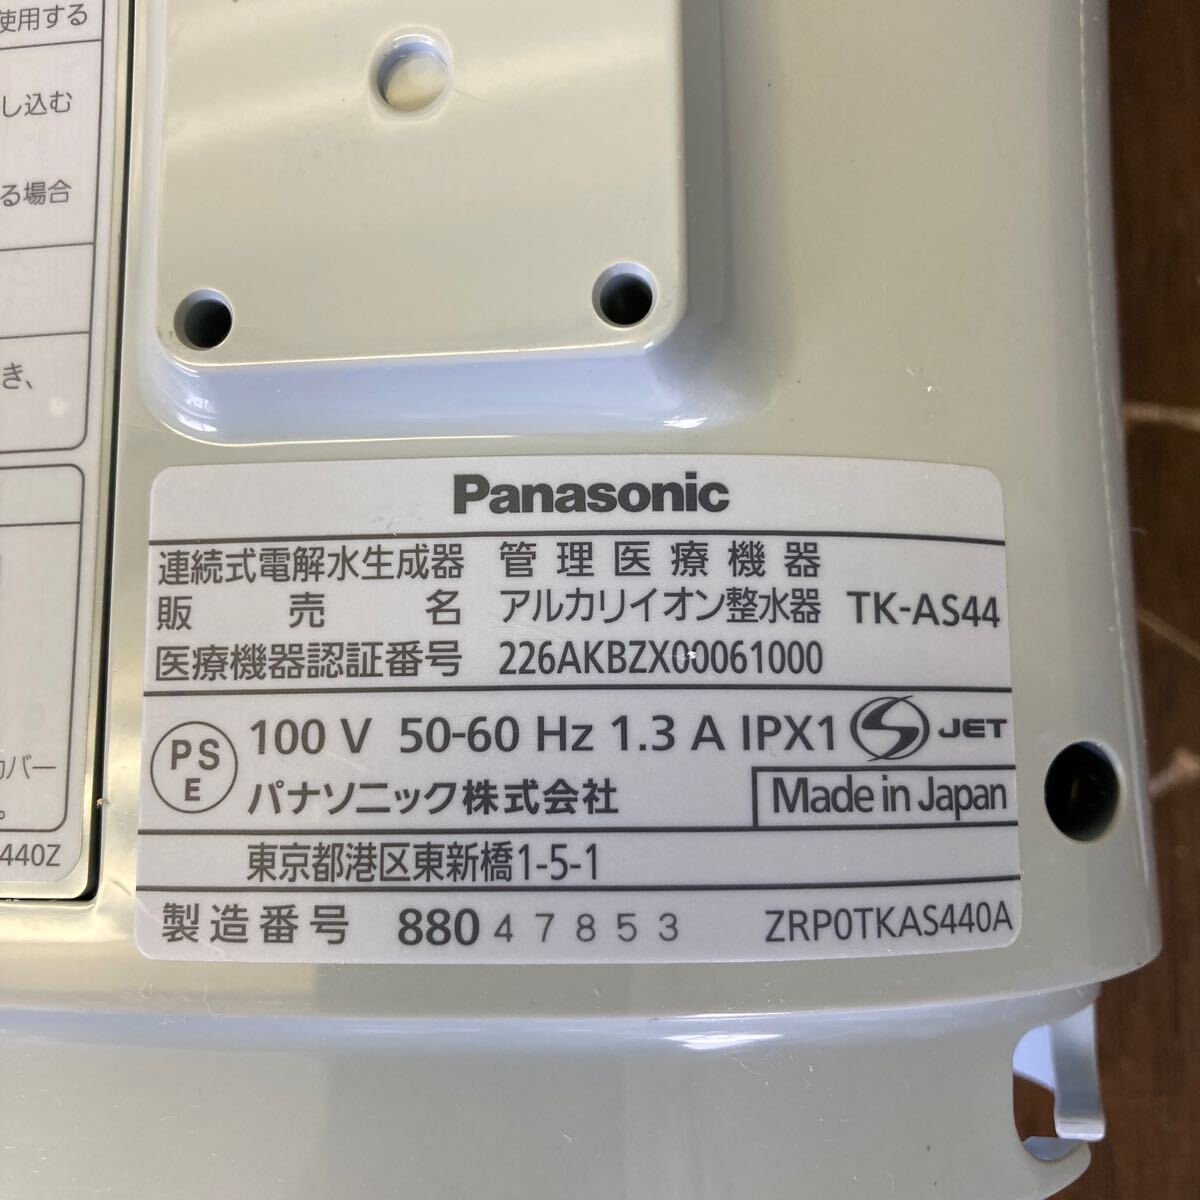 使用する
し込む
る場合
き、
カバー
。
440Z
Panasonic
連続式電解水生成器 管理医療機器
販売名 アルカリイオン整水器 TK-AS44
医療機器認証番号 226AKBZX00061000
PS E 100 V 50-60 Hz 1.3 A IPX1 S JET
パナソニック株式会社 Made in Japan
東京都港区東新橋1-5-1
製造番号 88047853 ZRP0TKAS440A